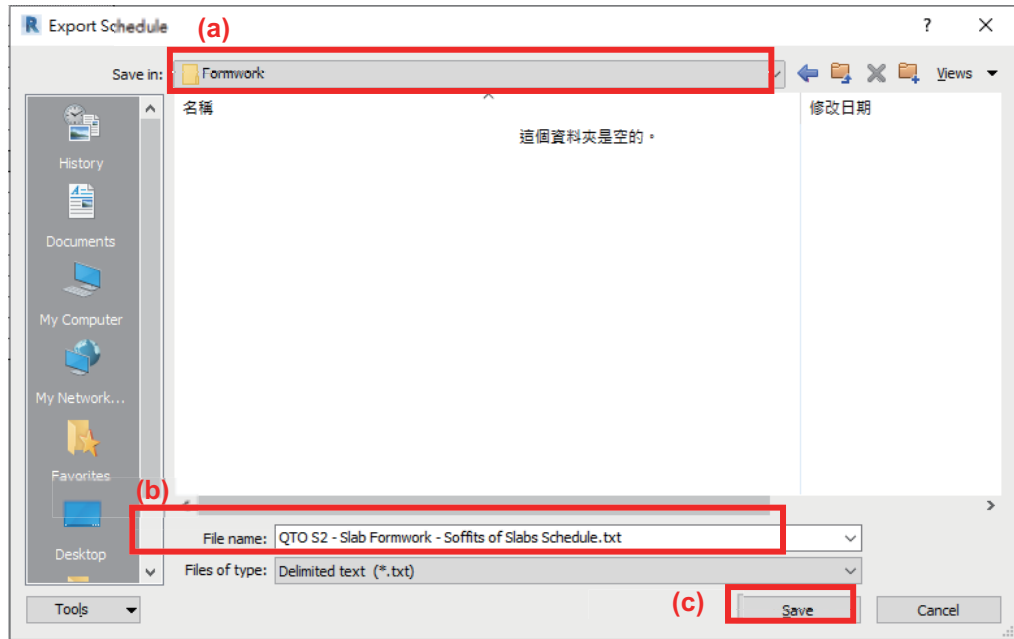 Export Schedule
(a)
?
Save in:
Formwork
Views
名稱
修改日期
這個資料夾是空的。
History
Documents
My Computer
My Network...
Favorites
Desktop
(b)
File name:
QTO S2 - Slab Formwork - Soffits of Slabs Schedule.txt
Files of type:
Delimited text (*.txt)
Tools
(c)
Save
Cancel